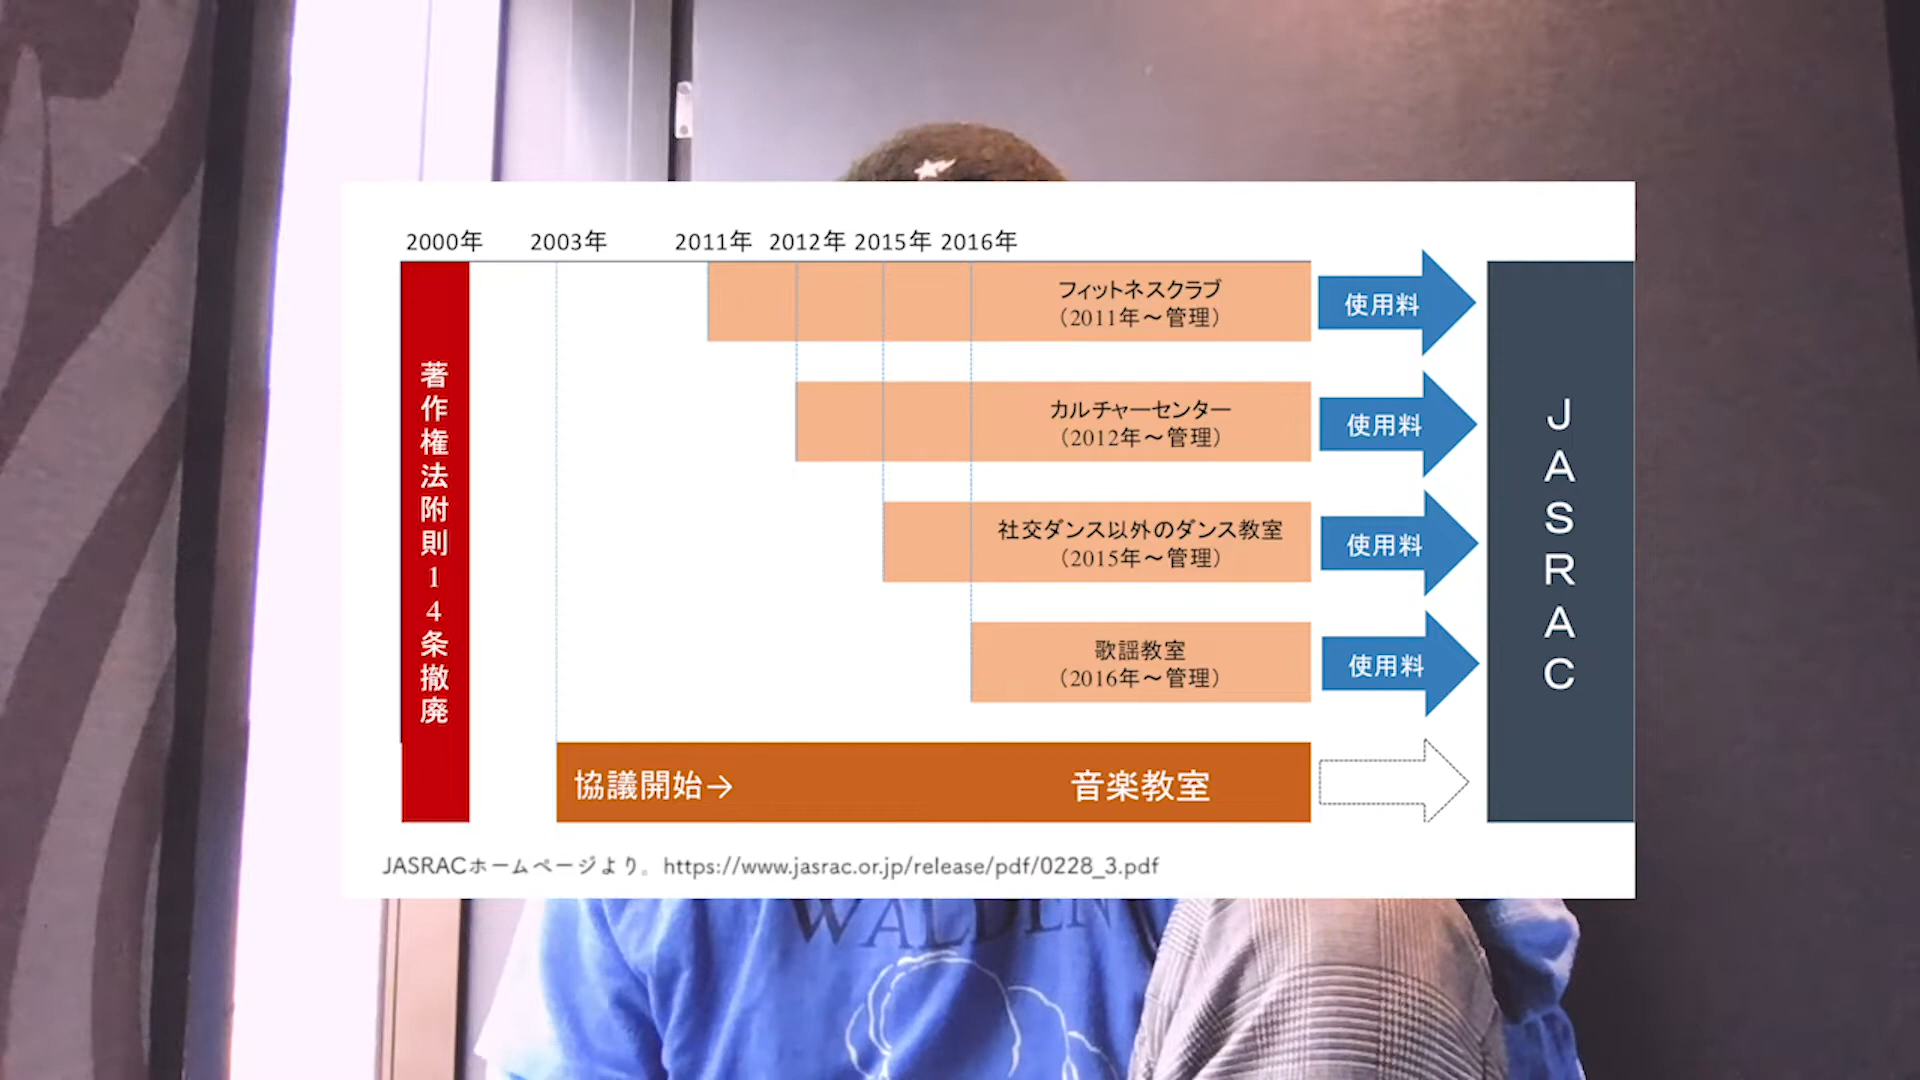 2000年 2003年 2011年 2012年 2015年 2016年
著作権法附則14条撤廃
フィットネスクラブ
（2011年～管理）
使用料
カルチャーセンター
（2012年～管理）
使用料
社交ダンス以外のダンス教室
（2015年～管理）
使用料
歌謡教室
（2016年～管理）
使用料
協議開始→ 音楽教室
JASRAC
JASRACホームページより。https://www.jasrac.or.jp/release/pdf/0228_3.pdf
WALDEN